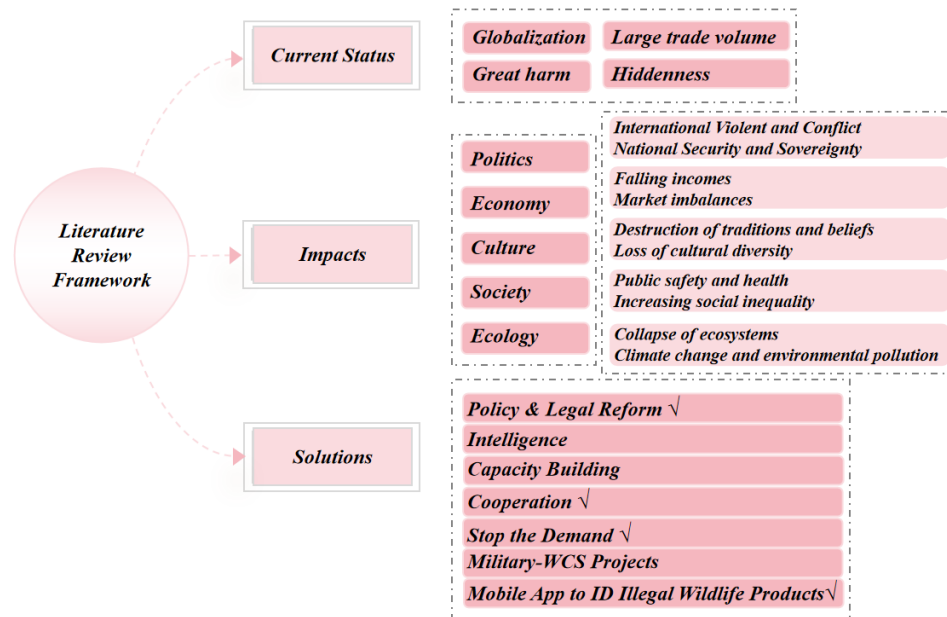 Literature
Review
Framework
Current Status
Globalization
Large trade volume
Great harm
Hiddenness
Impacts
Politics
International Violent and Conflict
National Security and Sovereignty
Economy
Falling incomes
Market imbalances
Culture
Destruction of traditions and beliefs
Loss of cultural diversity
Society
Public safety and health
Increasing social inequality
Ecology
Collapse of ecosystems
Climate change and environmental pollution
Solutions
Policy & Legal Reform √
Intelligence
Capacity Building
Cooperation √
Stop the Demand √
Military-WCS Projects
Mobile App to ID Illegal Wildlife Products√